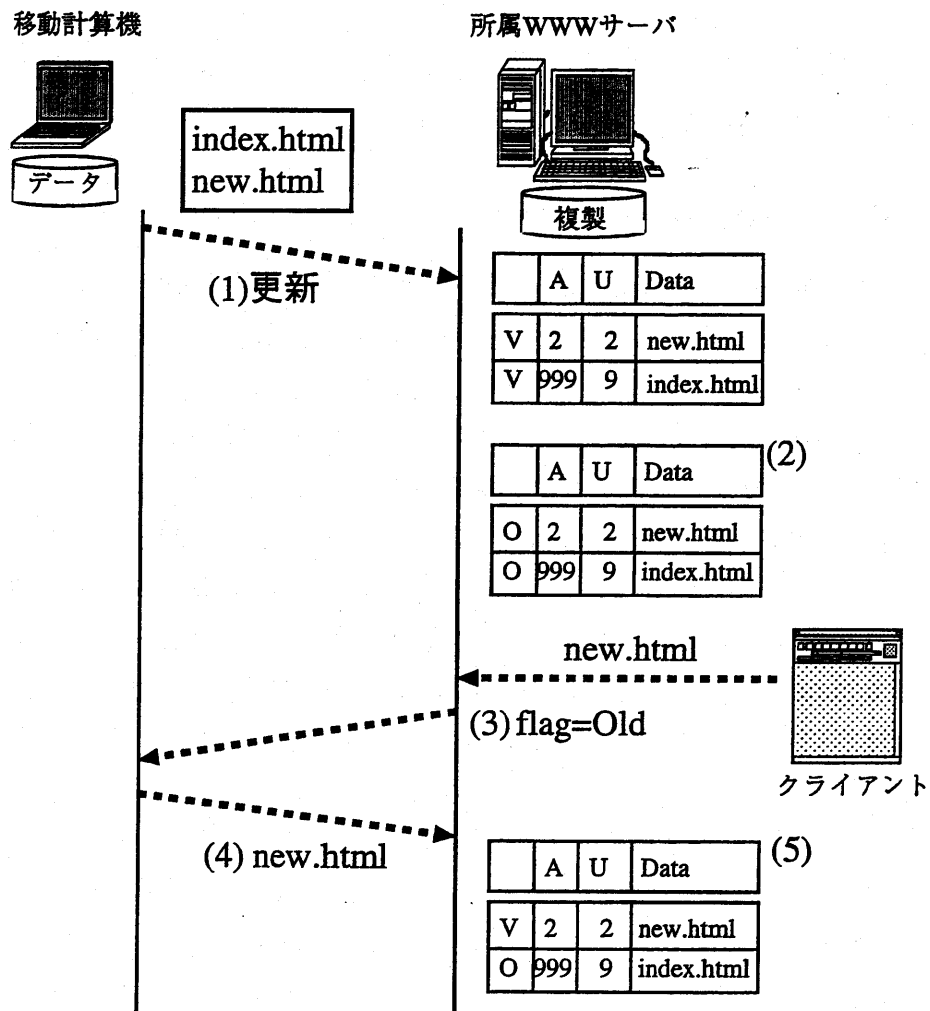 移動計算機
所属WWWサーバ
データ
index.html
new.html
複製
(1)更新
A U Data
V 2 2 new.html
V 999 9 index.html
(2)
A U Data
O 2 2 new.html
O 999 9 index.html
new.html
(3) flag=Old
クライアント
(4) new.html
(5)
A U Data
V 2 2 new.html
O 999 9 index.html